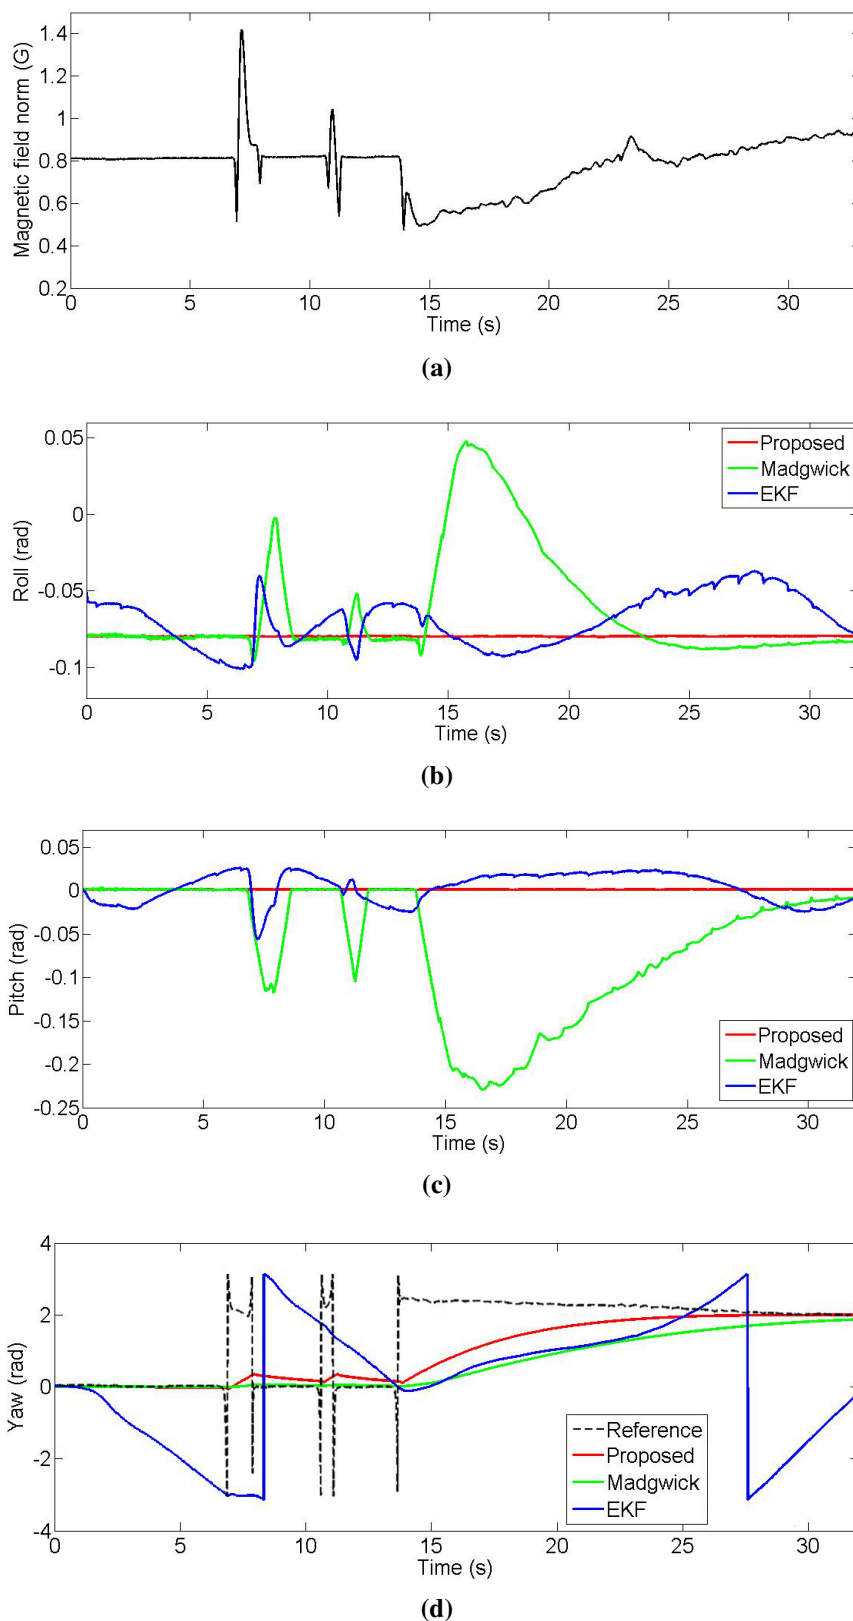 1.4
1.2
1
0.8
0.6
0.4
0.2
Magnetic field norm (G)
0 5 10 15 20 25 30
Time (s)
(a)
0.05
0
-0.05
-0.1
Roll (rad)
Proposed
Madgwick
EKF
0 5 10 15 20 25 30
Time (s)
(b)
0.05
0
-0.05
-0.1
-0.15
-0.2
-0.25
Pitch (rad)
Proposed
Madgwick
EKF
0 5 10 15 20 25 30
Time (s)
(c)
4
2
0
-2
-4
Yaw (rad)
Reference
Proposed
Madgwick
EKF
0 5 10 15 20 25 30
Time (s)
(d)